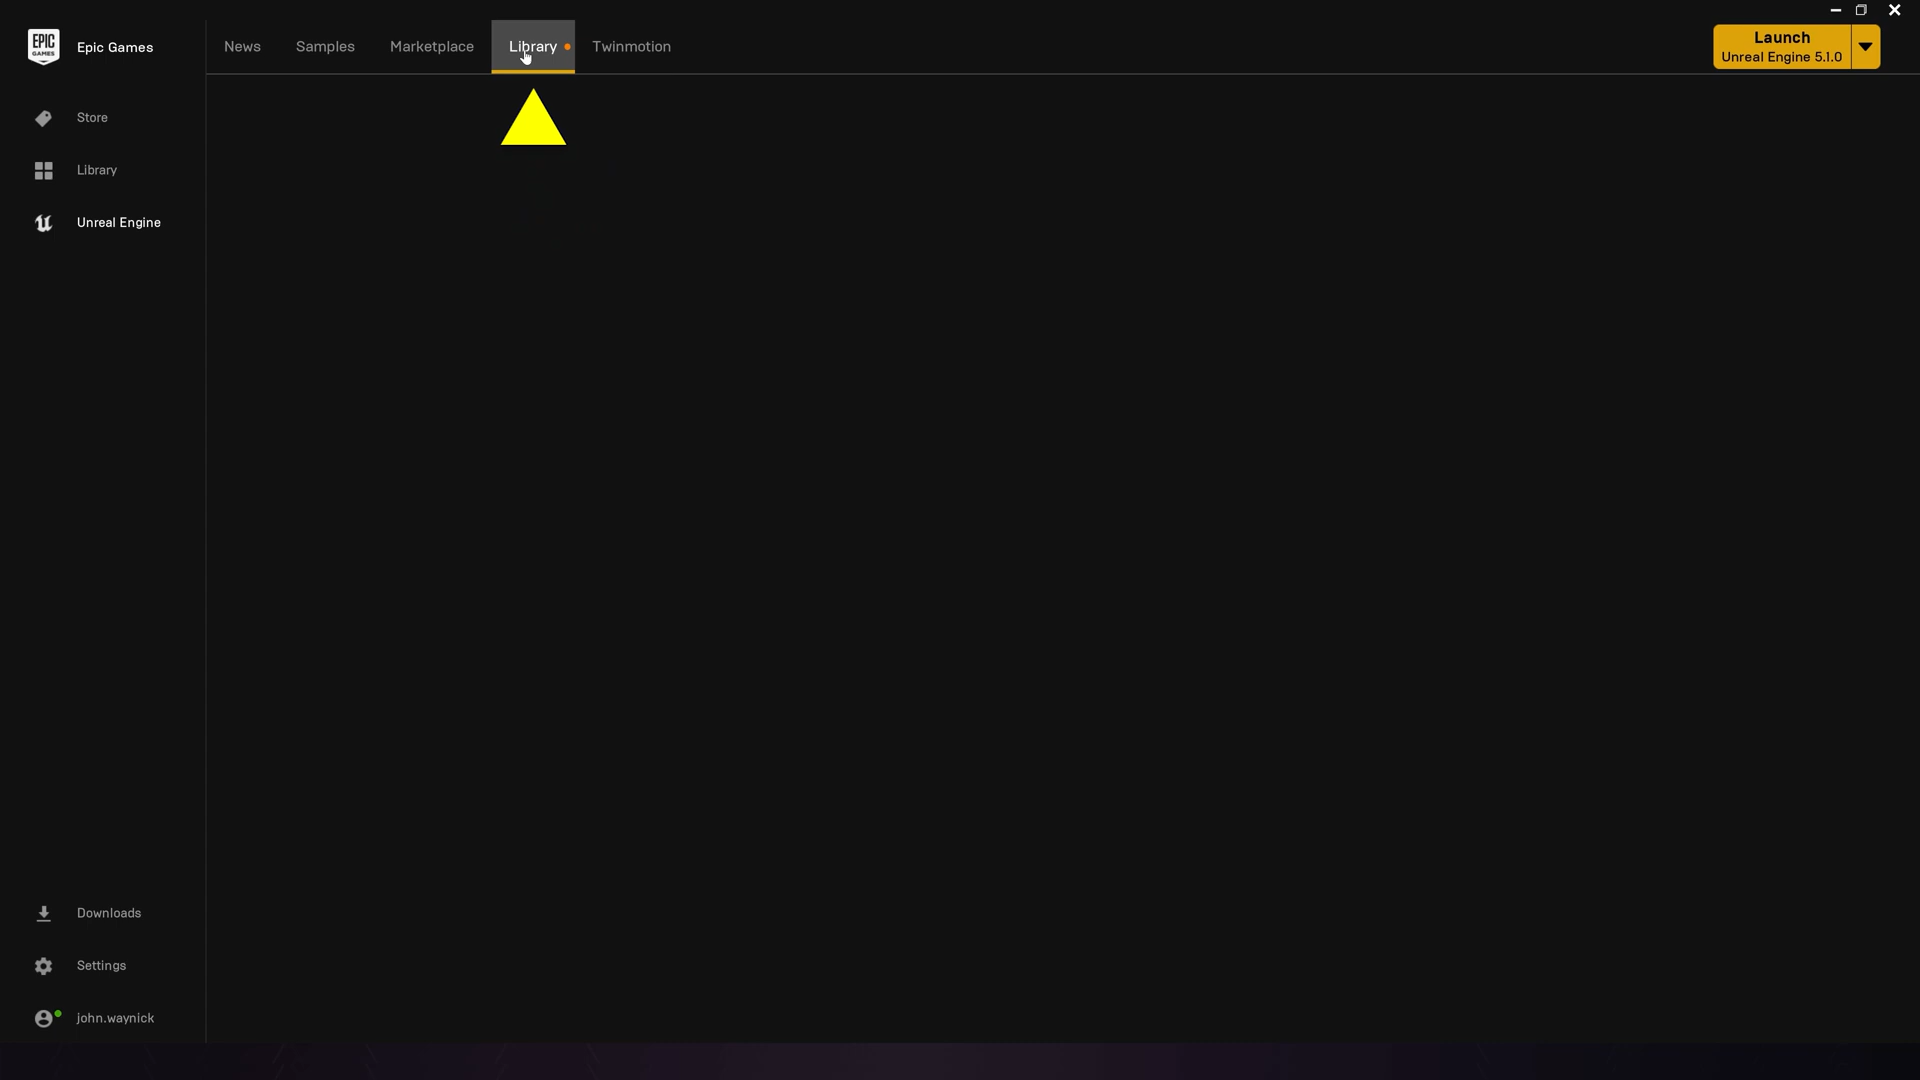 EPIC
GAMES
Epic Games
News
Samples
Marketplace
Library
Twinmotion
Launch
Unreal Engine 5.1.0
Store
Library
Unreal Engine
Downloads
Settings
john.waynick